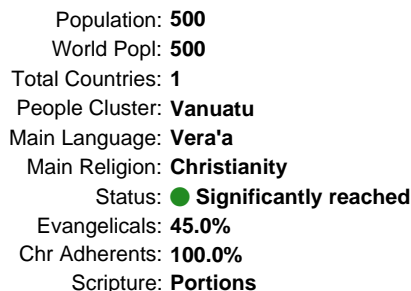 Population: 500
World Popl: 500
Total Countries: 1
People Cluster: Vanuatu
Main Language: Vera'a
Main Religion: Christianity
Status: Significantly reached
Evangelicals: 45.0%
Chr Adherents: 100.0%
Scripture: Portions